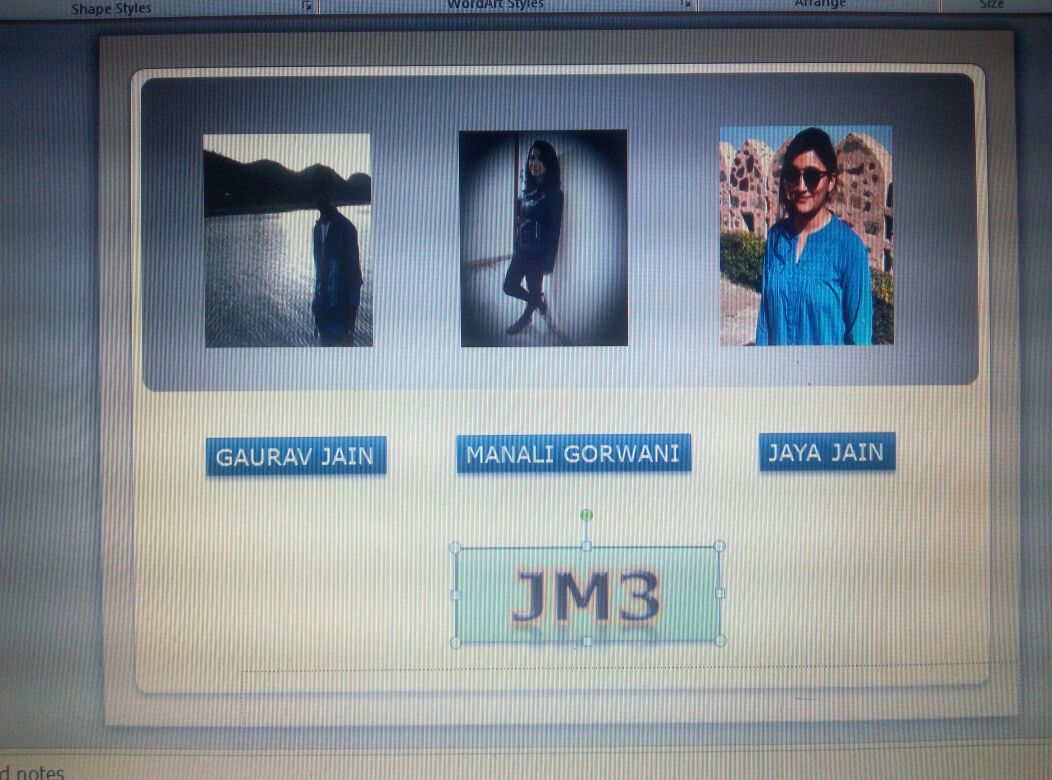 Shape Styles
WordArt Styles
Arrange
Size
GAURAV JAIN
MANALI GORWANI
JAYA JAIN
JM3
d notes